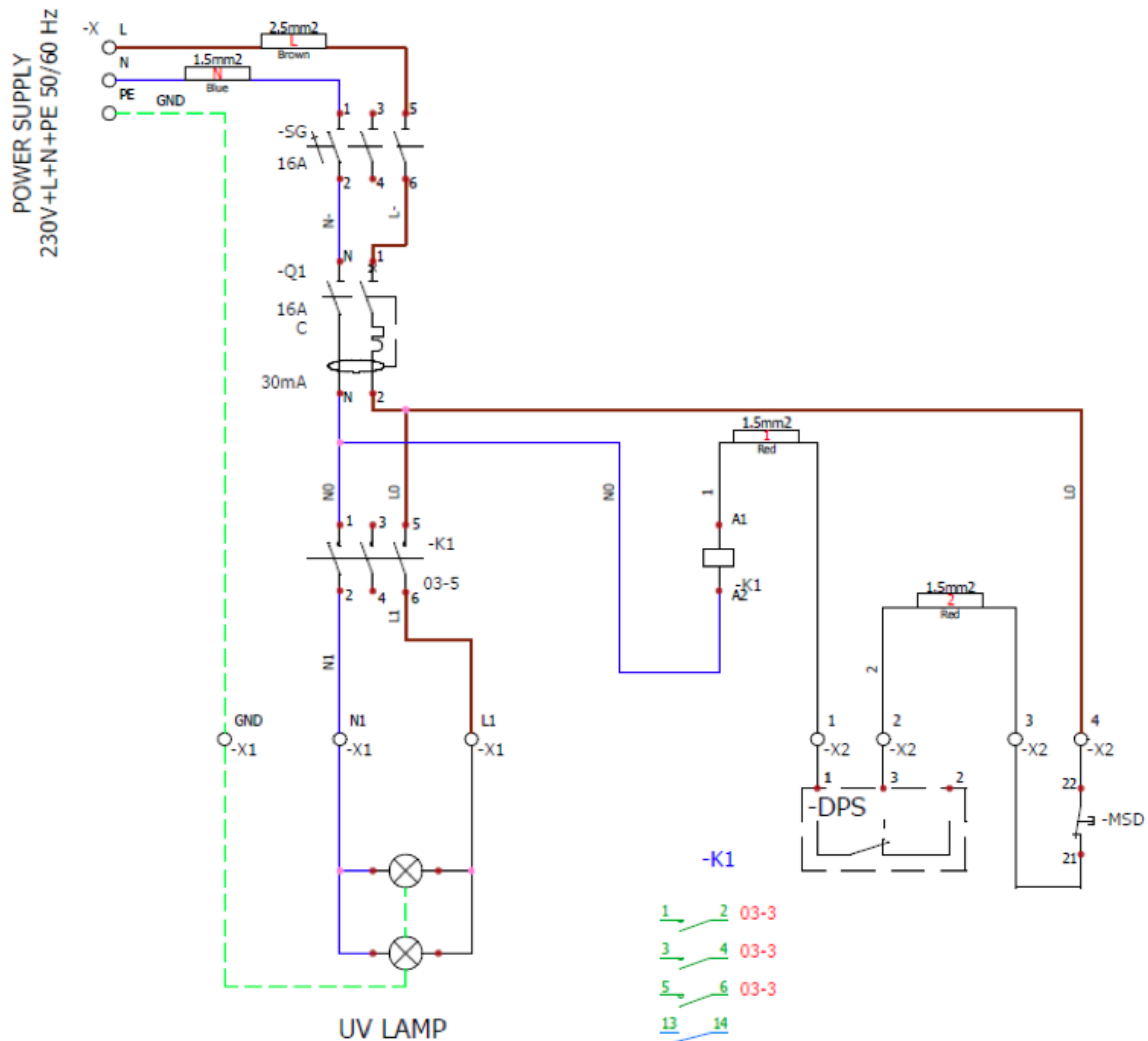 POWER SUPPLY
230V+L+N+PE 50/60 Hz
-X
L
2.5mm2
L
Brown
N
1.5mm2
N
Blue
PE
GND
1
3
5
-SG
16A
2
4
6
N-
L-
N
1
-Q1
16A
C
30mA
N
2
1.5mm2
1
Red
N0
L0
N0
1
L0
1
3
5
-K1
A1
03-5
-K1
2
4
6
A2
1.5mm2
2
Red
L1
N1
2
GND
N1
L1
1
2
3
4
-X1
-X1
-X1
-X2
-X2
-X2
-X2
1
3
2
22
-DPS
-MSD
21
-K1
1
2
03-3
3
4
03-3
5
6
03-3
13
14
UV LAMP